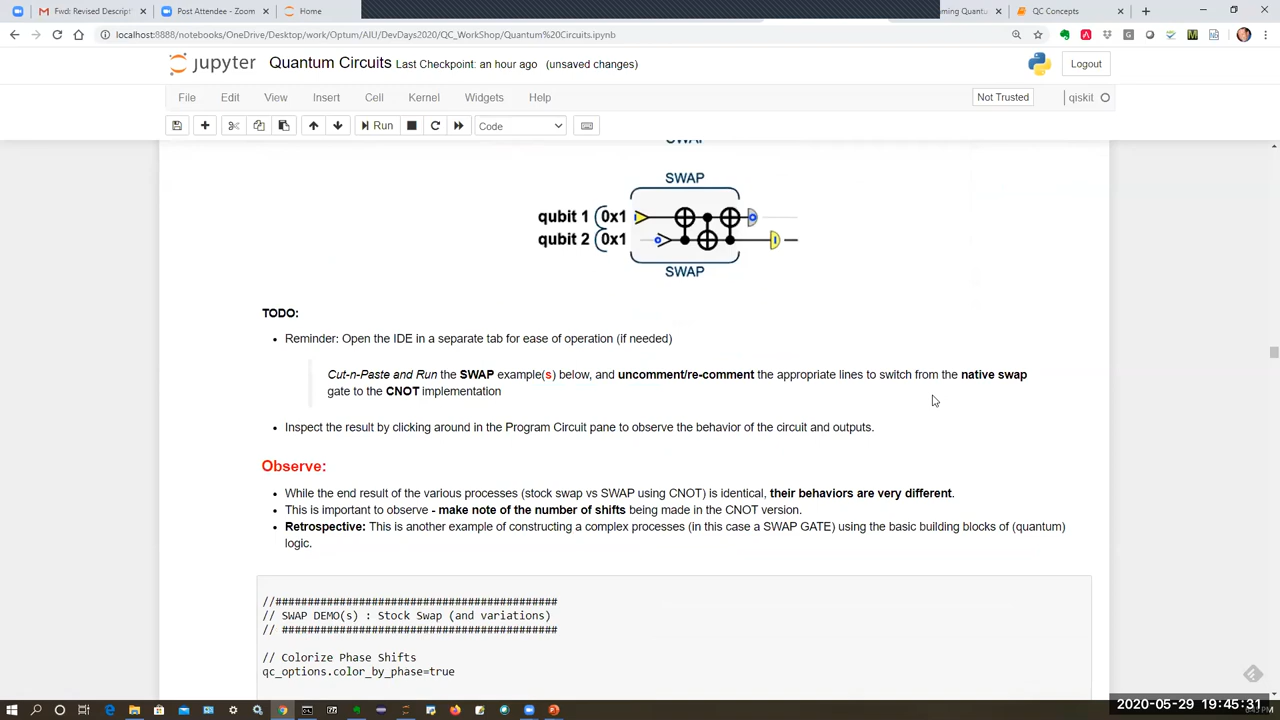 Fwd: Revised Descript
Post Attendee - Zoom
Home
ming Quantum
QC Concepts
localhost:8888/notebooks/OneDrive/Desktop/work/Optum/AIU/DevDays2020/QC_WorkShop/Quantum%20Circuits.ipynb
jupyter Quantum Circuits Last Checkpoint: an hour ago (unsaved changes)
Logout
File Edit View Insert Cell Kernel Widgets Help
Not Trusted
qiskit
Run
Code
SWAP
SWAP
qubit 1 0x1
qubit 2 0x1
SWAP
TODO:
Reminder: Open the IDE in a separate tab for ease of operation (if needed)
Cut-n-Paste and Run the SWAP example(s) below, and uncomment/re-comment the appropriate lines to switch from the native swap
gate to the CNOT implementation
Inspect the result by clicking around in the Program Circuit pane to observe the behavior of the circuit and outputs.
Observe:
While the end result of the various processes (stock swap vs SWAP using CNOT) is identical, their behaviors are very different.
This is important to observe - make note of the number of shifts being made in the CNOT version.
Retrospective: This is another example of constructing a complex processes (in this case a SWAP GATE) using the basic building blocks of (quantum)
logic.
//############################################
// SWAP DEMO(s) : Stock Swap (and variations)
// ###########################################
// Colorize Phase Shifts
qc_options.color_by_phase=true
2020-05-29 19:45:31